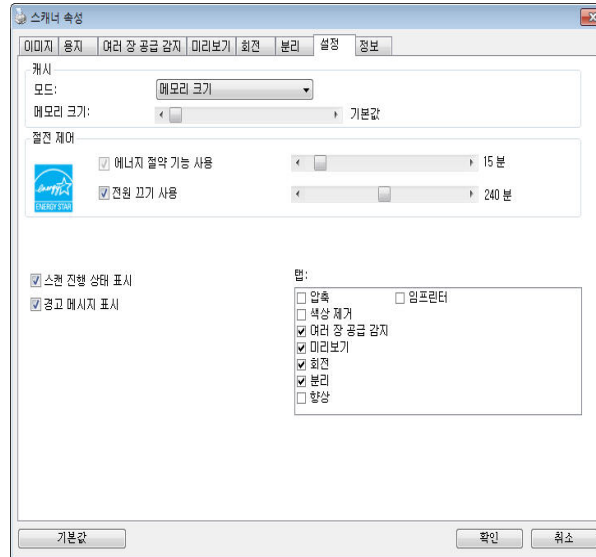 스캐너 속성
이미지 용지 여러 장 공급 감지 미리보기 회전 분리 설정 정보
캐시
모드: 메모리 크기
메모리 크기: 기본값
절전 제어
에너지 절약 기능 사용 15 분
전원 끄기 사용 240 분
energy
ENERGY STAR
스캔 진행 상태 표시
경고 메시지 표시
탭:
압축 임프린터
색상 제거
여러 장 공급 감지
미리보기
회전
분리
향상
기본값 확인 취소